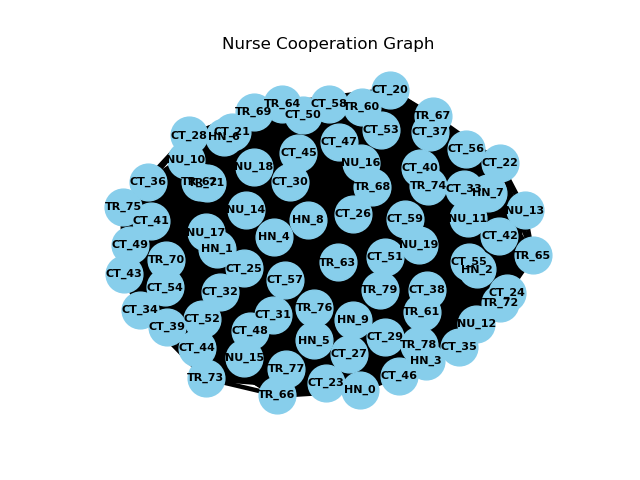 Nurse Cooperation Graph
CT_20
TR_64
CT_58
TR_60
TR_69
CT_50
TR_67
CT_53
CT_37
CT_28
HN_6
CT_21
CT_47
CT_56
CT_45
NU_10
NU_16
CT_22
NU_18
CT_40
CT_36
TR_71
CT_30
TR_68
TR_74
CT_33
HN_7
TR_75
CT_41
NU_14
HN_8
CT_26
CT_59
NU_11
NU_13
NU_17
HN_4
CT_42
CT_49
HN_1
NU_19
TR_70
TR_63
CT_51
CT_55
HN_2
TR_65
CT_43
CT_25
CT_54
CT_32
CT_57
TR_79
CT_38
CT_24
TR_72
CT_34
TR_76
TR_61
CT_39
CT_52
CT_31
HN_9
NU_12
CT_48
HN_5
CT_29
TR_78
CT_44
NU_15
CT_27
HN_3
CT_35
TR_73
TR_77
CT_46
TR_66
CT_23
HN_0